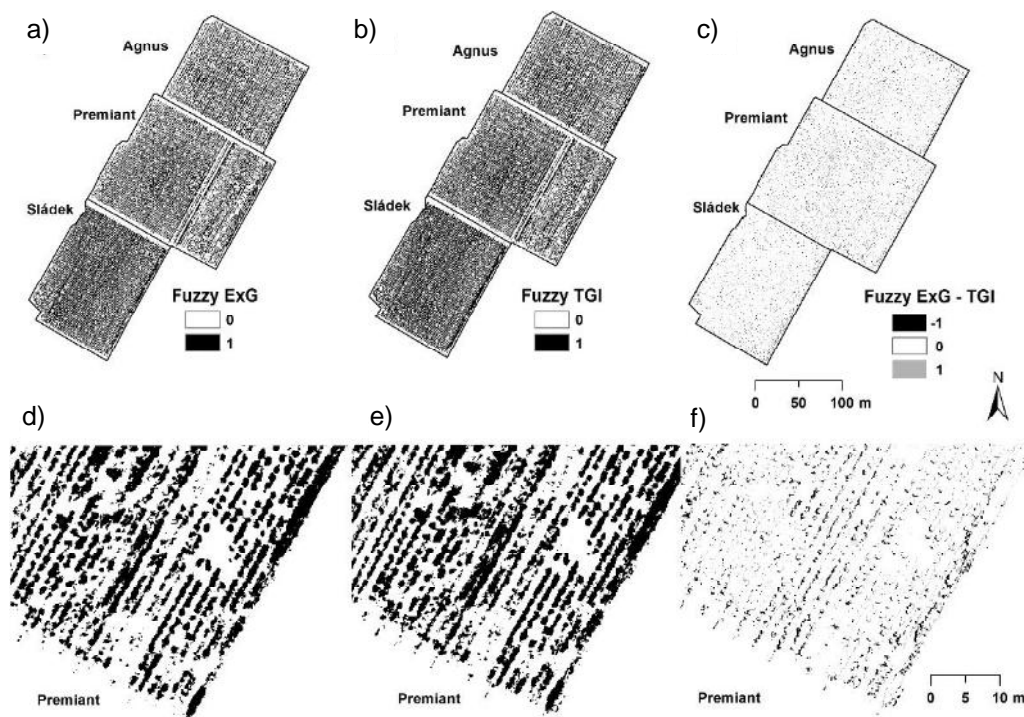 a)
Agnus
Premiant
Sládek
Fuzzy ExG
0
1
b)
Agnus
Premiant
Sládek
Fuzzy TGI
0
1
c)
Agnus
Premiant
Sládek
Fuzzy ExG - TGI
-1
0
1
0 50 100 m
N
d)
Premiant
e)
Premiant
f)
Premiant
0 5 10 m